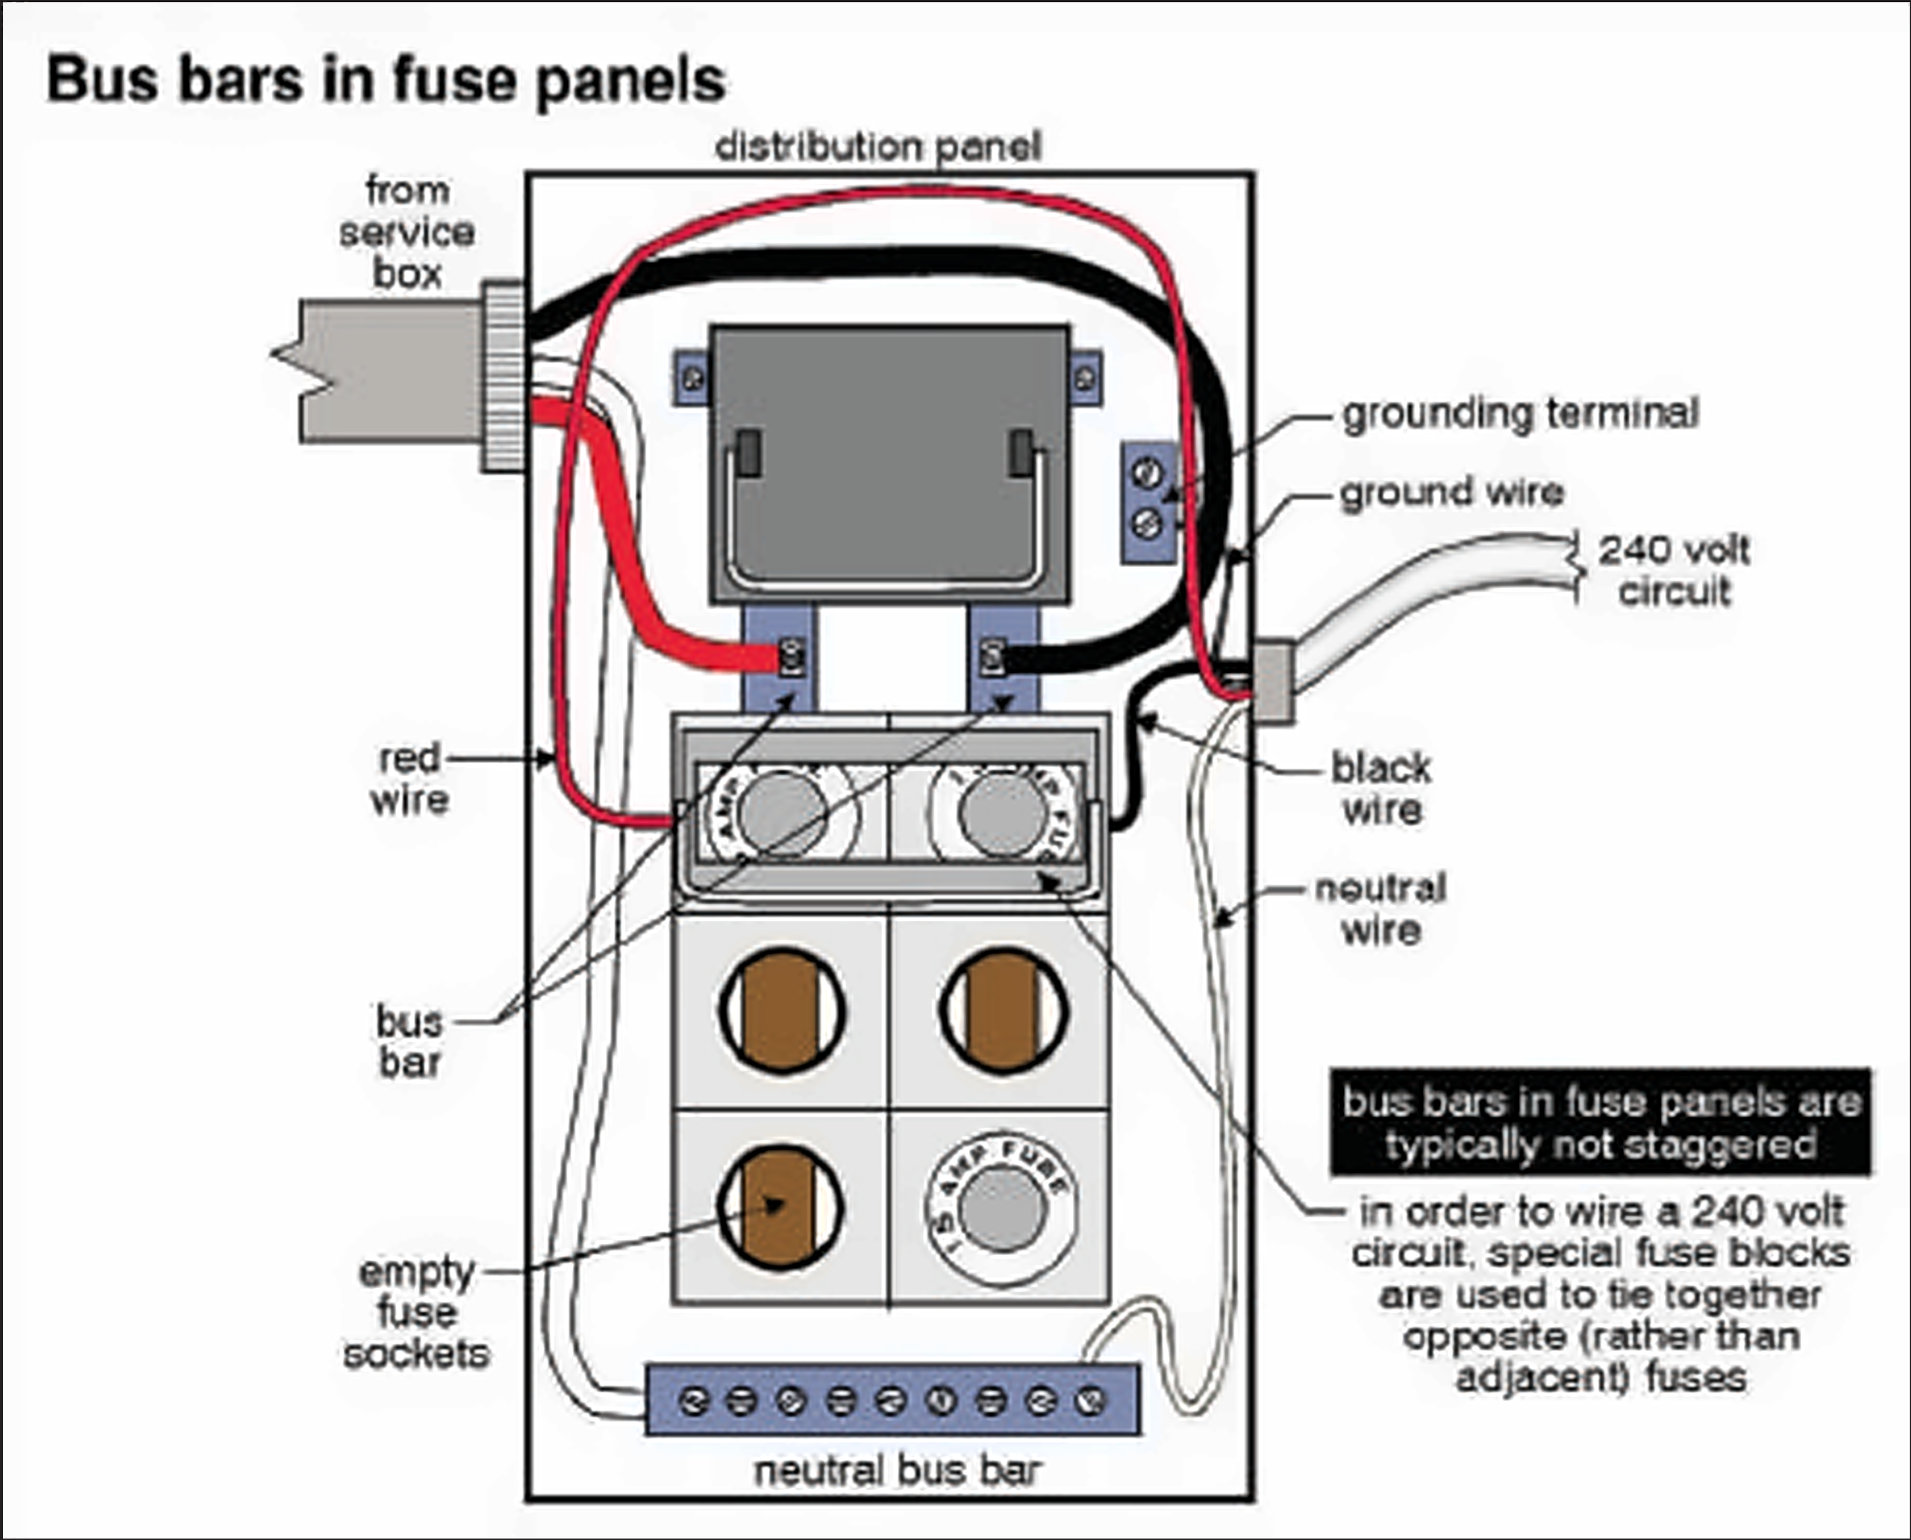 Bus bars in fuse panels
distribution panel
from
service
box
grounding terminal
ground wire
240 volt
circuit
red
wire
black
wire
neutral
wire
AMP
AMP FUS
bus
bar
15 AMP FUSE
empty
fuse
sockets
bus bars in fuse panels are
typically not staggered
in order to wire a 240 volt
circuit, special fuse blocks
are used to tie together
opposite (rather than
adjacent) fuses
neutral bus bar